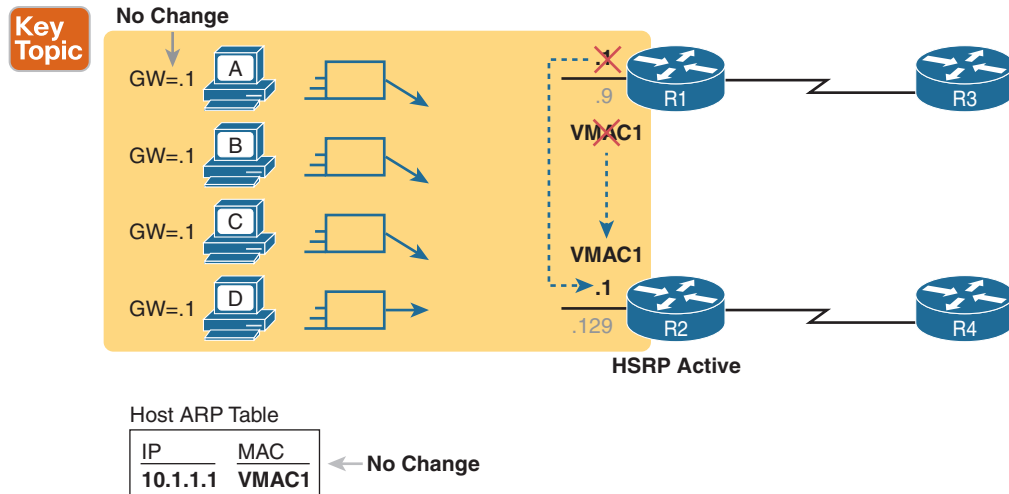 Key
Topic
No Change
GW=.1
A
GW=.1
B
GW=.1
C
GW=.1
D
.1
.9
VMAC1
VMAC1
.1
.129
R1
R3
R2
R4
HSRP Active
Host ARP Table
IP MAC
10.1.1.1 VMAC1
No Change